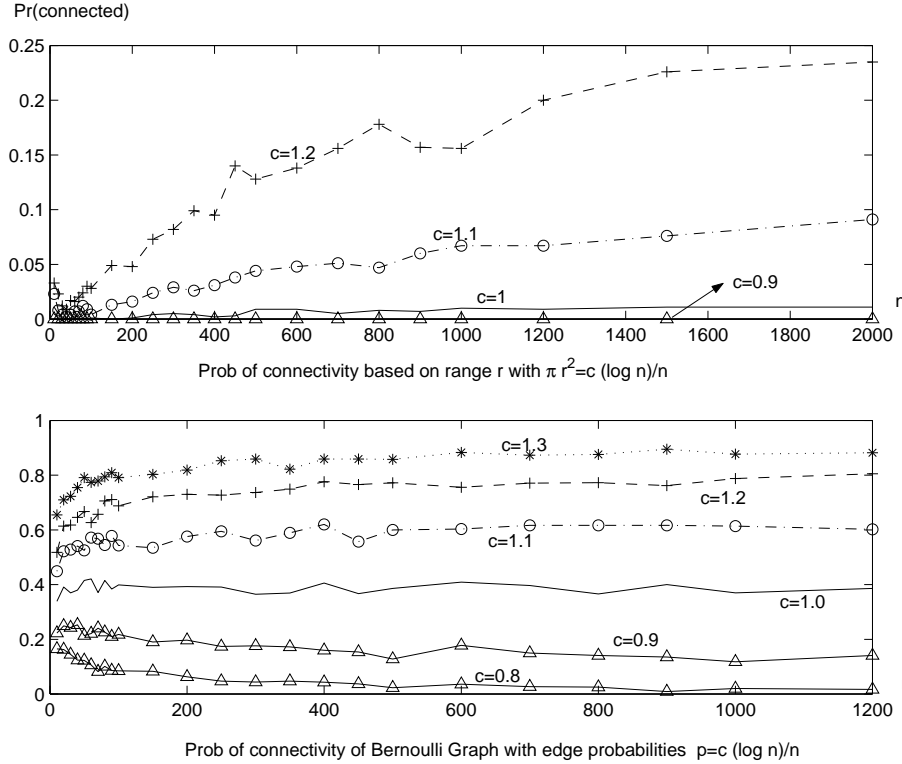 Pr(connected)
0.25
0.2
0.15
0.1
0.05
0
c=1.2
c=1.1
c=1
c=0.9
n
0 200 400 600 800 1000 1200 1400 1600 1800 2000
Prob of connectivity based on range r with π r²=c (log n)/n
1
0.8
0.6
0.4
0.2
0
c=1.3
c=1.2
c=1.1
c=1.0
c=0.9
c=0.8
0 200 400 600 800 1000 1200
Prob of connectivity of Bernoulli Graph with edge probabilities p=c (log n)/n